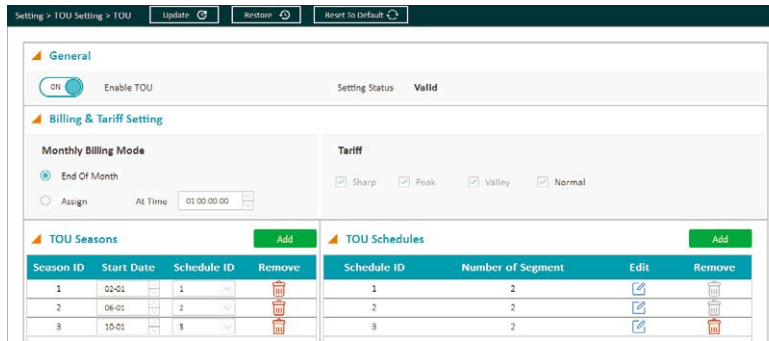 Setting > TOU Setting > TOU Update Restore Reset To Default
General
ON Enable TOU Setting Status Valid
Billing & Tariff Setting
Monthly Billing Mode Tariff
End Of Month
Sharp Peak Valley Normal
Assign At Time 01 00:00:00
TOU Seasons Add TOU Schedules Add
Season ID Start Date Schedule ID Remove Schedule ID Number of Segment Edit Remove
1 02-01 1 1 2
2 06-01 2 2 2
3 10-01 3 3 2